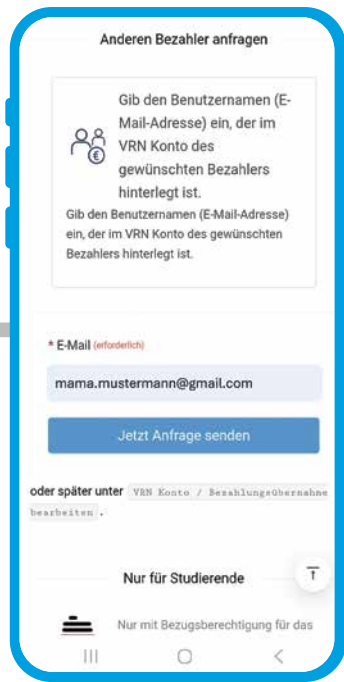 Anderen Bezahler anfragen
Gib den Benutzernamen (E-
Mail-Adresse) ein, der im
VRN Konto des
gewünschten Bezahlers
hinterlegt ist.
Gib den Benutzernamen (E-Mail-Adresse)
ein, der im VRN Konto des gewünschten
Bezahlers hinterlegt ist.
* E-Mail (erforderlich)
mama.mustermann@gmail.com
Jetzt Anfrage senden
oder später unter VRN Konto / Bezahlungsübernahme
bearbeiten .
Nur für Studierende
Nur mit Bezugsberechtigung für das